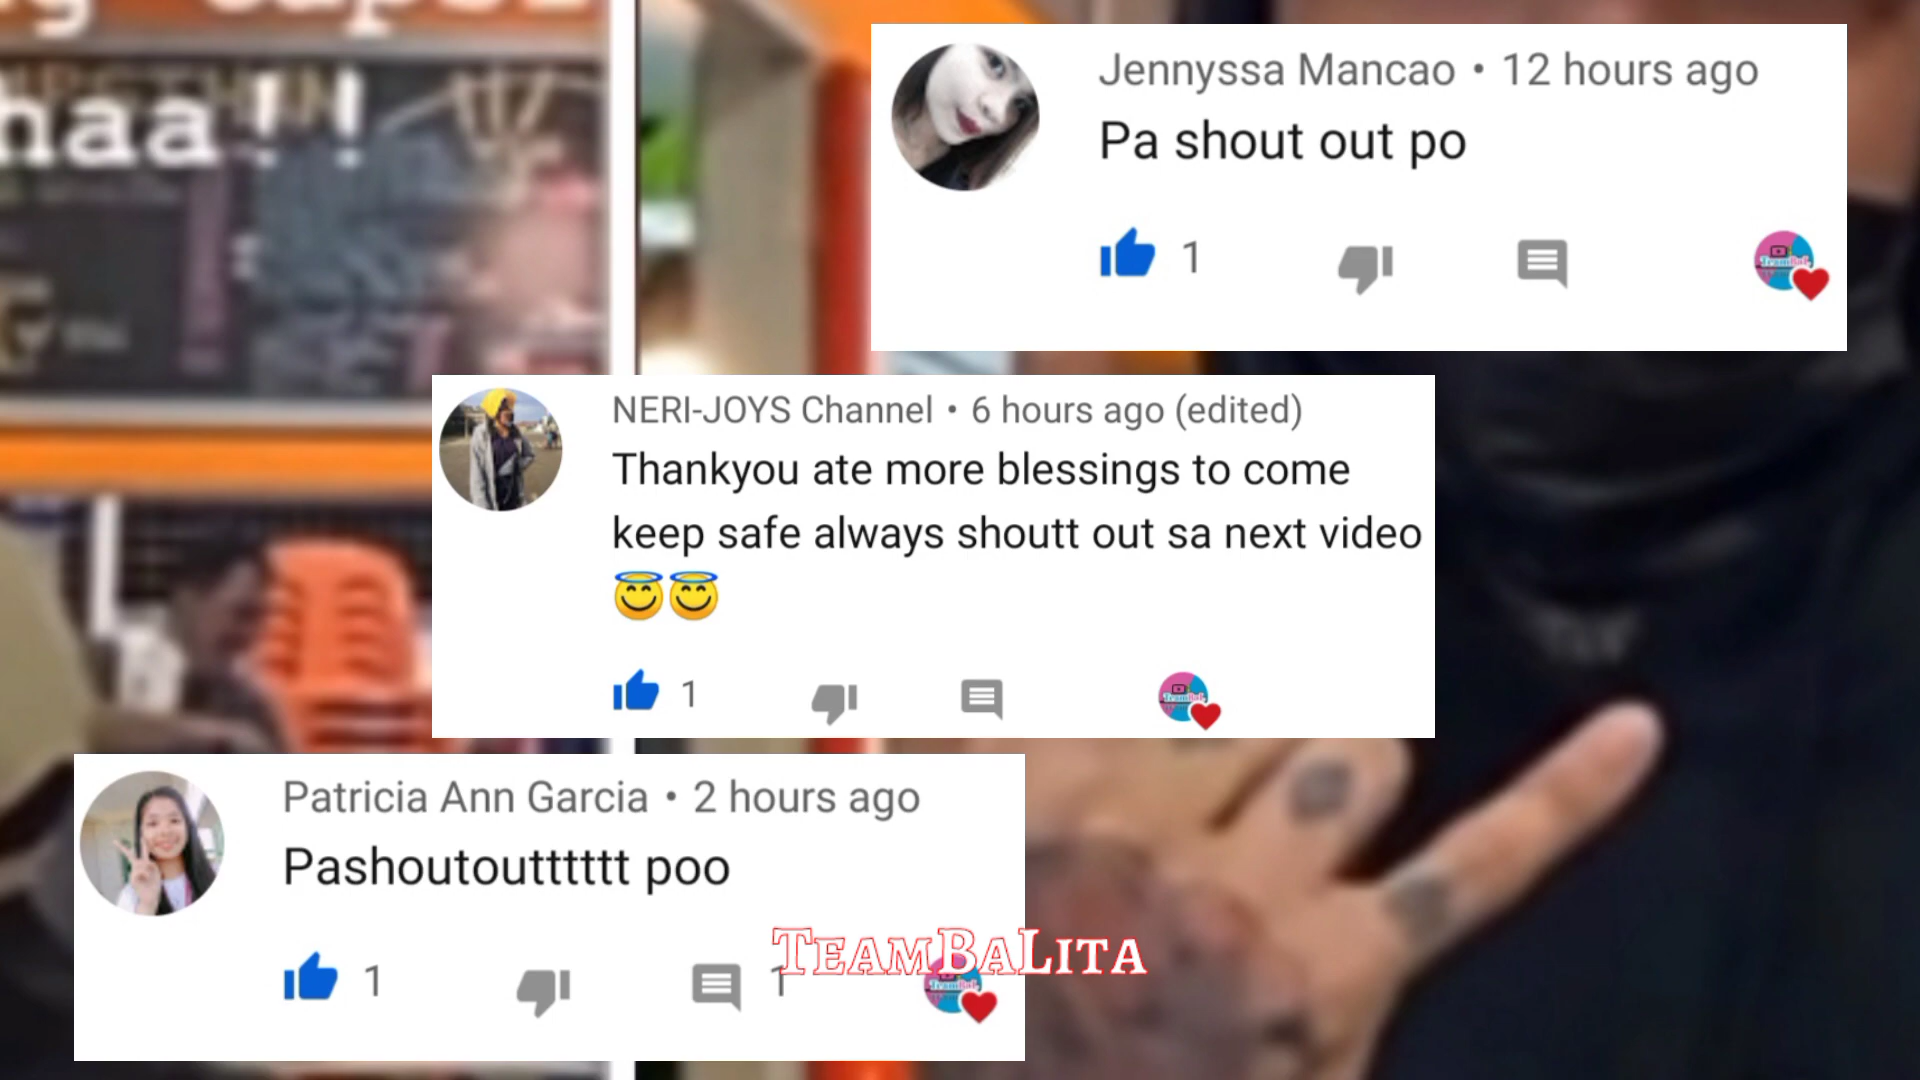 haa!!
Jennyssa Mancao • 12 hours ago
Pa shout out po
1
NERI-JOYS Channel • 6 hours ago (edited)
Thankyou ate more blessings to come
keep safe always shoutt out sa next video
😇😇
1
Patricia Ann Garcia • 2 hours ago
Pashoutoutttttt poo
1
1
TEAMBALITA